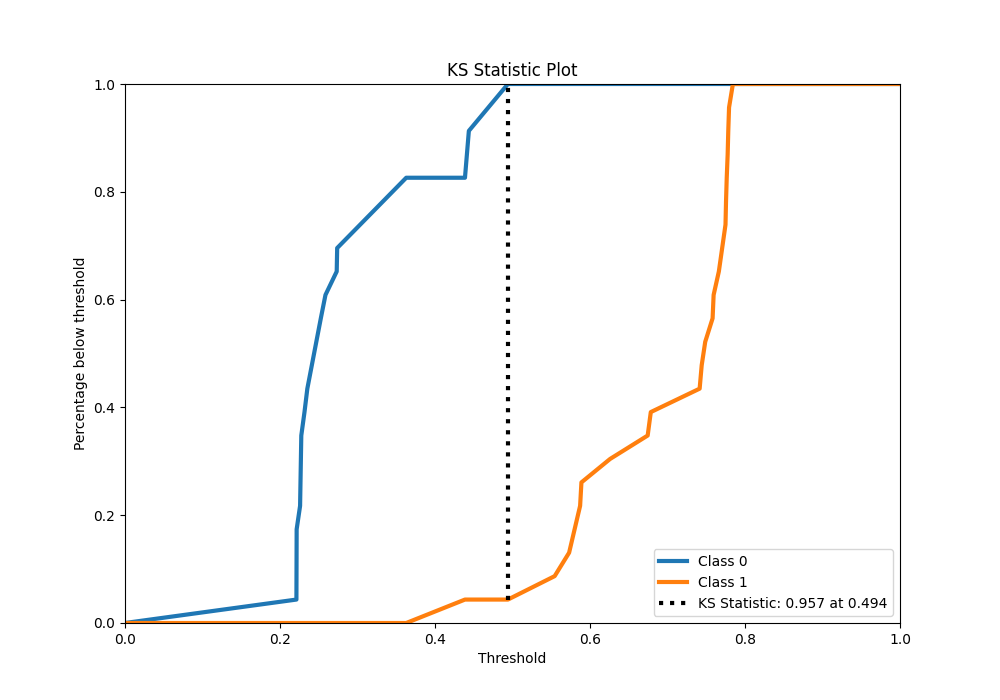 KS Statistic Plot
1.0
0.8
0.6
0.4
0.2
0.0
Percentage below threshold
0.0 0.2 0.4 0.6 0.8 1.0
Threshold
Class 0
Class 1
KS Statistic: 0.957 at 0.494